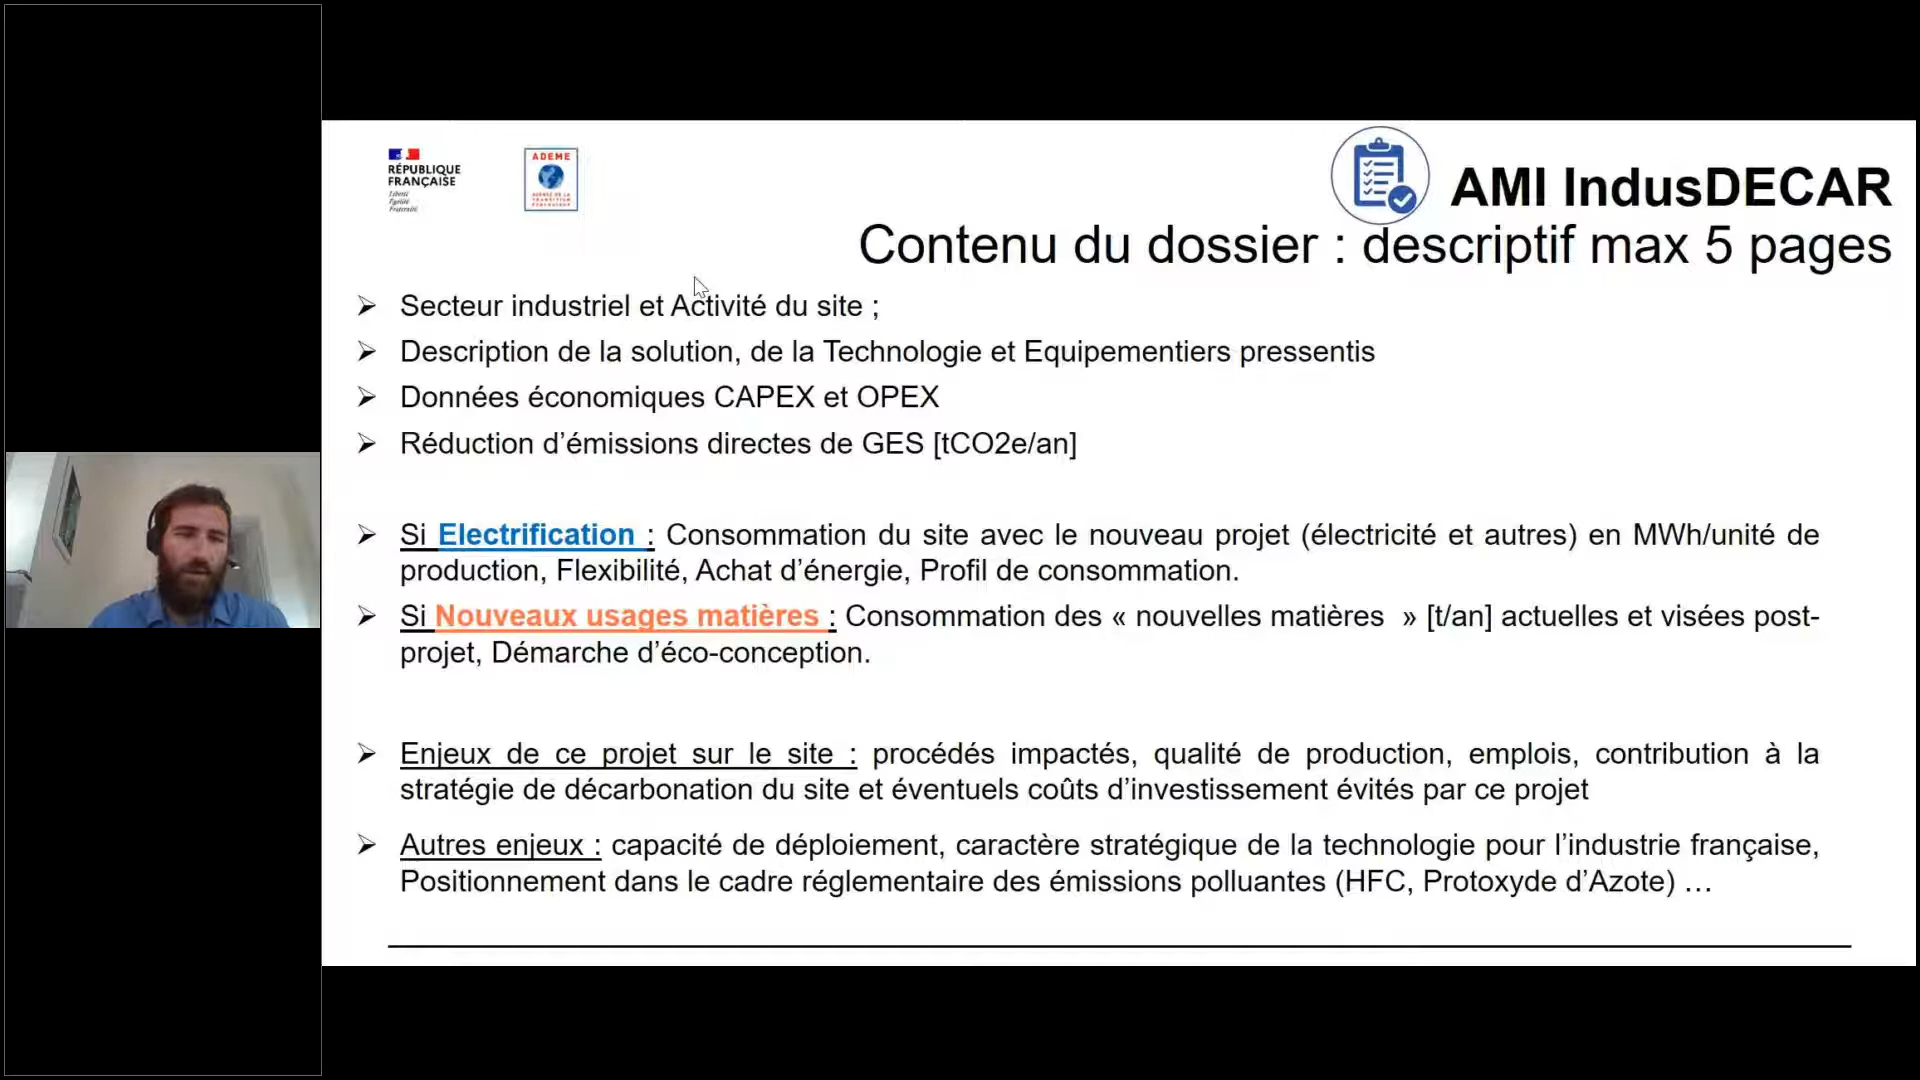 RÉPUBLIQUE
FRANÇAISE
Liberté
Égalité
Fraternité
ADEME
AGENCE DE LA
TRANSITION
ÉCOLOGIQUE
AMI IndusDECAR
Contenu du dossier : descriptif max 5 pages
➢ Secteur industriel et Activité du site ;
➢ Description de la solution, de la Technologie et Equipementiers pressentis
➢ Données économiques CAPEX et OPEX
➢ Réduction d’émissions directes de GES [tCO2e/an]
➢ Si Electrification : Consommation du site avec le nouveau projet (électricité et autres) en MWh/unité de
production, Flexibilité, Achat d’énergie, Profil de consommation.
➢ Si Nouveaux usages matières : Consommation des « nouvelles matières  » [t/an] actuelles et visées post-
projet, Démarche d’éco-conception.
➢ Enjeux de ce projet sur le site : procédés impactés, qualité de production, emplois, contribution à la
stratégie de décarbonation du site et éventuels coûts d’investissement évités par ce projet
➢ Autres enjeux : capacité de déploiement, caractère stratégique de la technologie pour l’industrie française,
Positionnement dans le cadre réglementaire des émissions polluantes (HFC, Protoxyde d’Azote) …